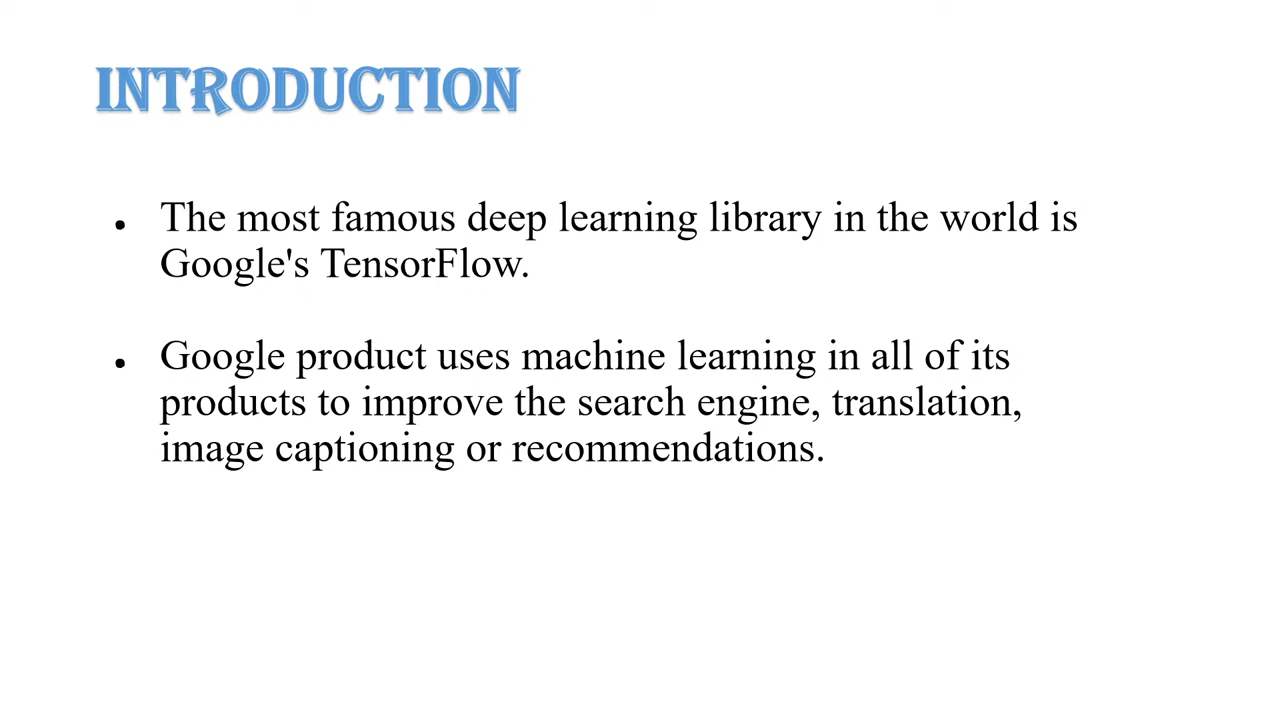 INTRODUCTION
• The most famous deep learning library in the world is
Google's TensorFlow.
• Google product uses machine learning in all of its
products to improve the search engine, translation,
image captioning or recommendations.